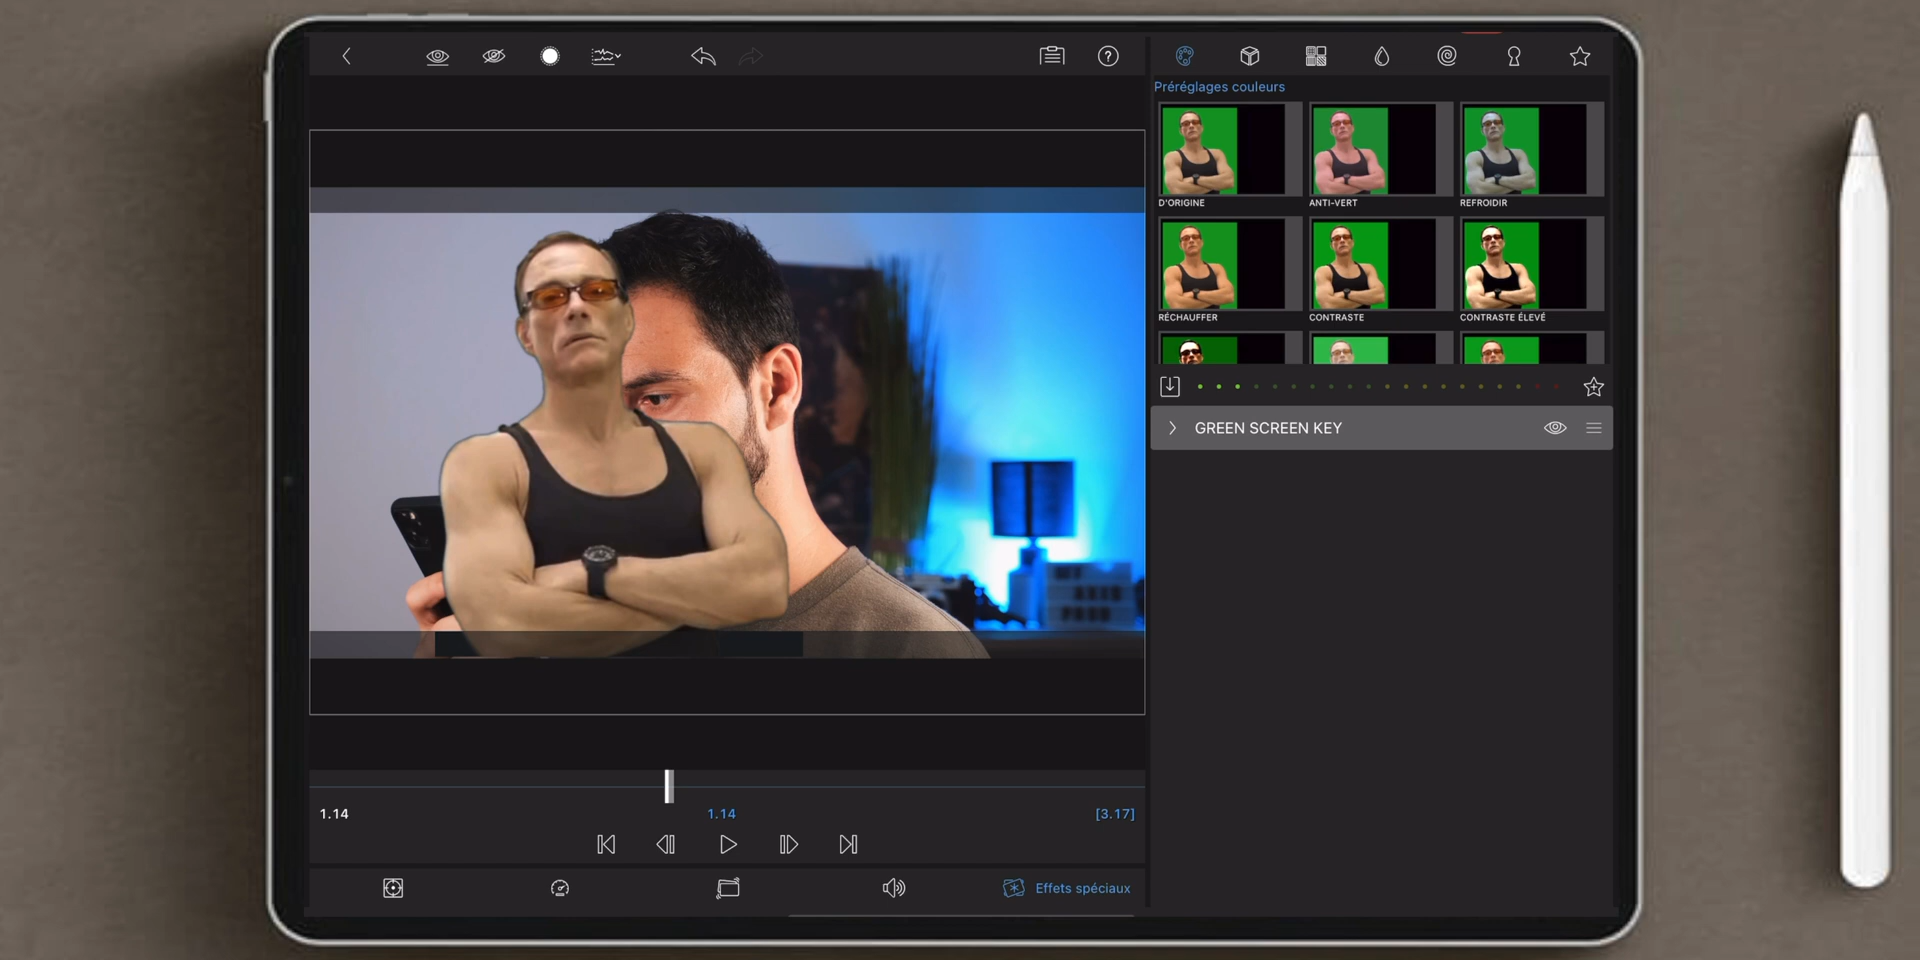 Préréglages couleurs
D'ORIGINE
ANTI-VERT
REFROIDIR
RÉCHAUFFER
CONTRASTE
CONTRASTE ÉLEVÉ
GREEN SCREEN KEY
1.14
1.14
[3.17]
Effets spéciaux